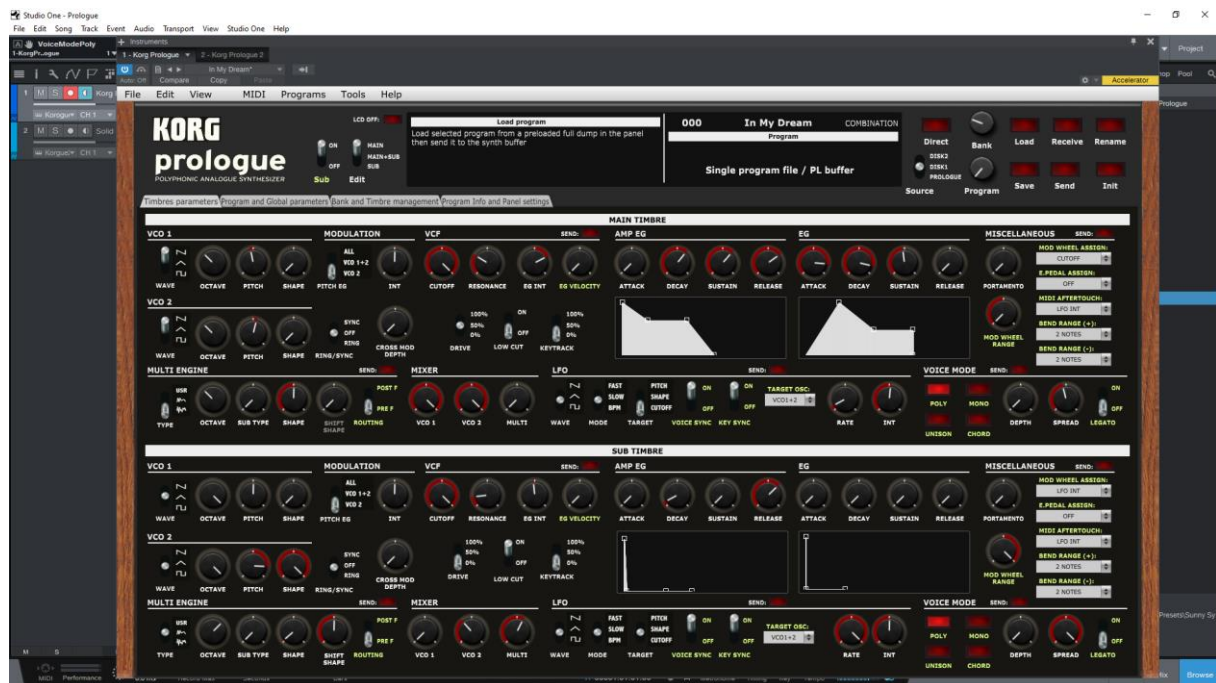 Studio One - Prologue
File Edit Song Track Event Audio Transport View Studio One Help
VoiceModePoly
Instruments
1 - Korg Prologue 2 - Korg Prologue 2
Project
In My Dream*
Auto: Off Compare Copy Paste
Accelerator
File Edit View MIDI Programs Tools Help
KORG
prologue
POLYPHONIC ANALOGUE SYNTHESIZER
LCD OFF:
ON
OFF
Sub
MAIN
MAIN+SUB
SUB
Edit
Load program
Load selected program from a preloaded full dump in the panel
then send it to the synth buffer
000 In My Dream COMBINATION
Program
Single program file / PL buffer
Direct Bank Load Receive Rename
DISK2
DISK1
PROLOGUE
Source Program Save Send Init
Timbres parameters Program and Global parameters Bank and Timbre management Program Info and Panel settings
MAIN TIMBRE
VCO 1 MODULATION VCF SEND: AMP EG EG MISCELLANEOUS SEND:
ALL
VCO 1+2
VCO 2
WAVE OCTAVE PITCH SHAPE PITCH EG INT CUTOFF RESONANCE EG INT EG VELOCITY ATTACK DECAY SUSTAIN RELEASE ATTACK DECAY SUSTAIN RELEASE PORTAMENTO
MOD WHEEL ASSIGN:
CUTOFF
E.PEDAL ASSIGN:
OFF
MIDI AFTERTOUCH:
LFO INT
BEND RANGE (+):
2 NOTES
BEND RANGE (-):
2 NOTES
MOD WHEEL
RANGE
VCO 2
SYNC
OFF
RING
100%
50%
0%
ON
OFF
100%
50%
0%
WAVE OCTAVE PITCH SHAPE RING/SYNC CROSS MOD
DEPTH
DRIVE LOW CUT KEYTRACK
MULTI ENGINE SEND: MIXER LFO SEND: VOICE MODE SEND:
USR
POST F
PRE F
TYPE OCTAVE SUB TYPE SHAPE SHIFT
SHAPE
ROUTING
VCO 1 VCO 2 MULTI
FAST
SLOW
BPM
PITCH
SHAPE
CUTOFF
ON
OFF
ON
OFF
TARGET OSC:
VCO1+2
WAVE MODE TARGET VOICE SYNC KEY SYNC RATE INT
POLY MONO
UNISON CHORD
DEPTH SPREAD LEGATO
ON
OFF
SUB TIMBRE
VCO 1 MODULATION VCF SEND: AMP EG EG MISCELLANEOUS SEND:
ALL
VCO 1+2
VCO 2
WAVE OCTAVE PITCH SHAPE PITCH EG INT CUTOFF RESONANCE EG INT EG VELOCITY ATTACK DECAY SUSTAIN RELEASE ATTACK DECAY SUSTAIN RELEASE PORTAMENTO
MOD WHEEL ASSIGN:
LFO INT
E.PEDAL ASSIGN:
OFF
MIDI AFTERTOUCH:
LFO INT
BEND RANGE (+):
2 NOTES
BEND RANGE (-):
2 NOTES
MOD WHEEL
RANGE
VCO 2
SYNC
OFF
RING
100%
50%
0%
ON
OFF
100%
50%
0%
WAVE OCTAVE PITCH SHAPE RING/SYNC CROSS MOD
DEPTH
DRIVE LOW CUT KEYTRACK
MULTI ENGINE SEND: MIXER LFO SEND: VOICE MODE SEND:
USR
POST F
PRE F
TYPE OCTAVE SUB TYPE SHAPE SHIFT
SHAPE
ROUTING
VCO 1 VCO 2 MULTI
FAST
SLOW
BPM
PITCH
SHAPE
CUTOFF
ON
OFF
ON
OFF
TARGET OSC:
VCO1+2
WAVE MODE TARGET VOICE SYNC KEY SYNC RATE INT
POLY MONO
UNISON CHORD
DEPTH SPREAD LEGATO
ON
OFF
MIDI Performance
Browse